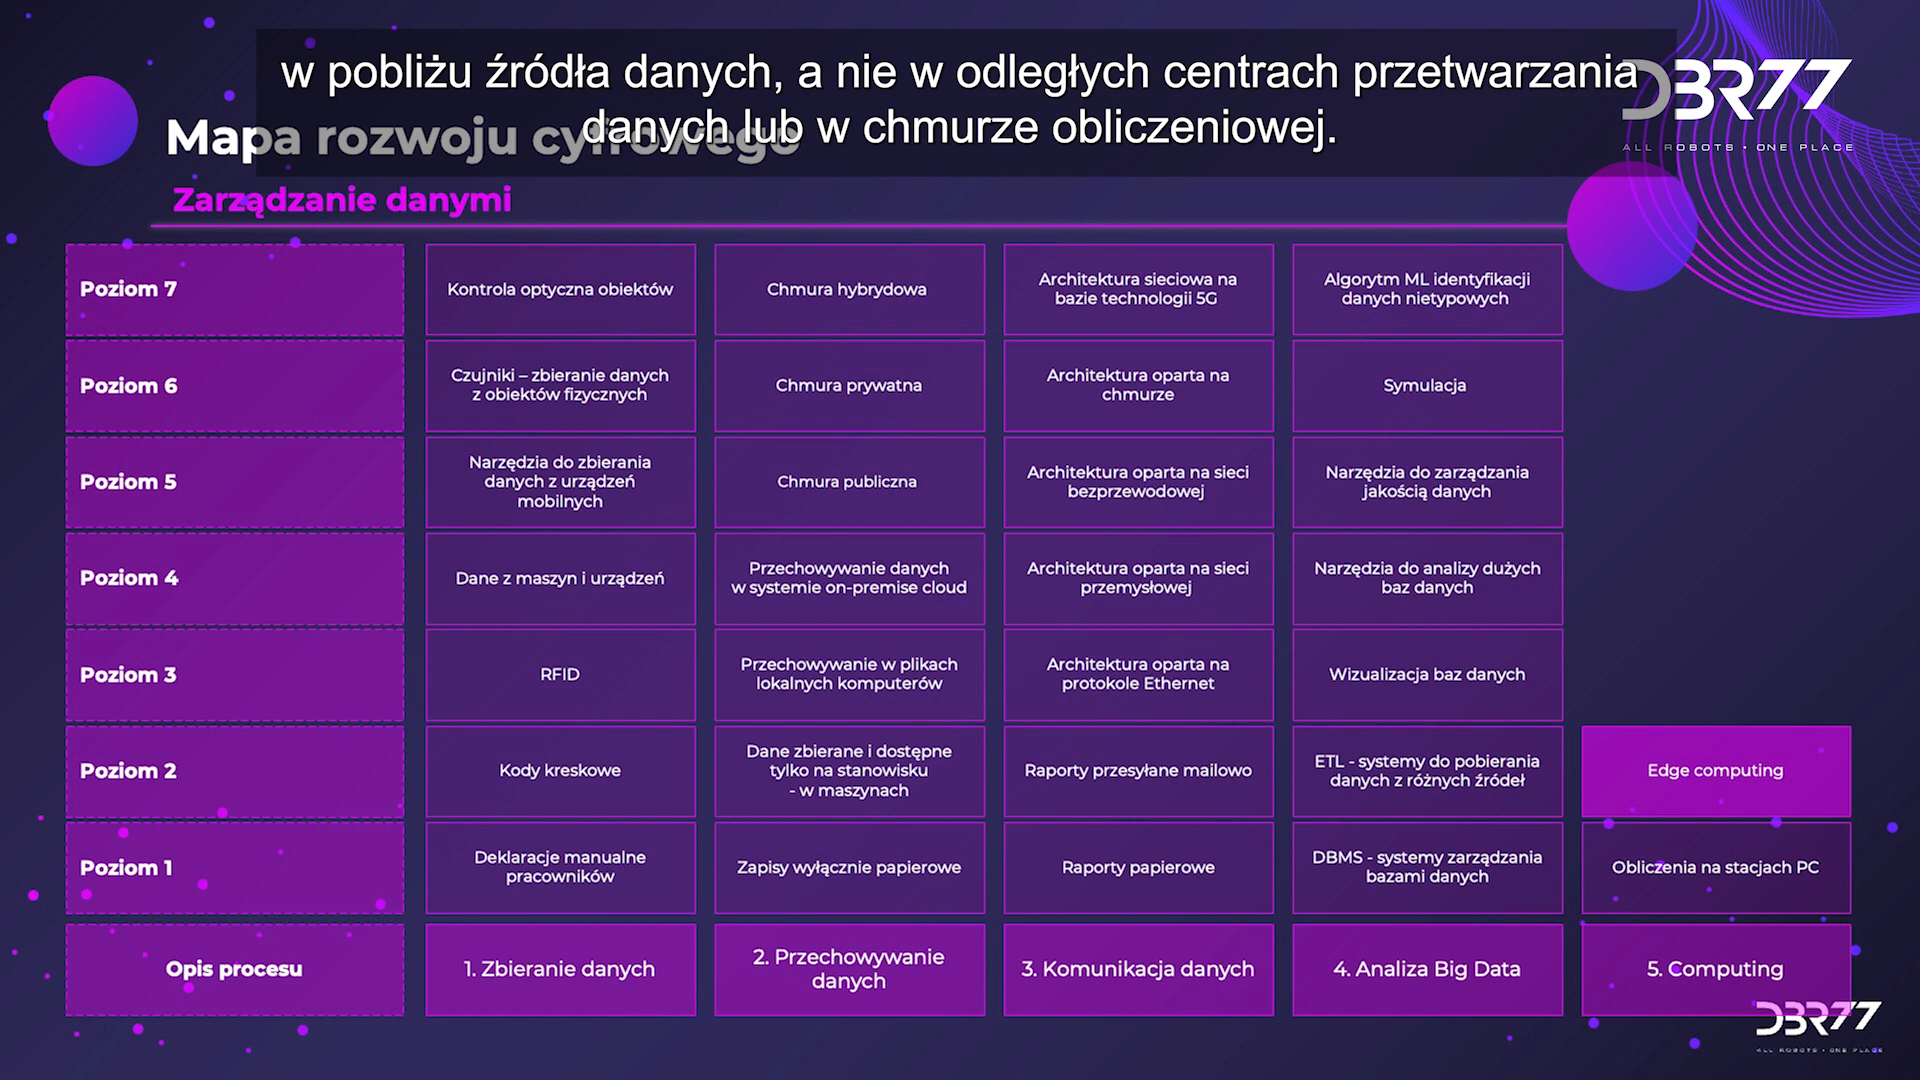 w pobliżu źródła danych, a nie w odległych centrach przetwarzania
danych lub w chmurze obliczeniowej.
DBR77
ALL ROBOTS • ONE PLACE
Mapa rozwoju cyfrowego
Zarządzanie danymi
Poziom 7
Kontrola optyczna obiektów
Chmura hybrydowa
Architektura sieciowa na
bazie technologii 5G
Algorytm ML identyfikacji
danych nietypowych
Poziom 6
Czujniki – zbieranie danych
z obiektów fizycznych
Chmura prywatna
Architektura oparta na
chmurze
Symulacja
Poziom 5
Narzędzia do zbierania
danych z urządzeń
mobilnych
Chmura publiczna
Architektura oparta na sieci
bezprzewodowej
Narzędzia do zarządzania
jakością danych
Poziom 4
Dane z maszyn i urządzeń
Przechowywanie danych
w systemie on-premise cloud
Architektura oparta na sieci
przemysłowej
Narzędzia do analizy dużych
baz danych
Poziom 3
RFID
Przechowywanie w plikach
lokalnych komputerów
Architektura oparta na
protokole Ethernet
Wizualizacja baz danych
Poziom 2
Kody kreskowe
Dane zbierane i dostępne
tylko na stanowisku
- w maszynach
Raporty przesyłane mailowo
ETL - systemy do pobierania
danych z różnych źródeł
Edge computing
Poziom 1
Deklaracje manualne
pracowników
Zapisy wyłącznie papierowe
Raporty papierowe
DBMS - systemy zarządzania
bazami danych
Obliczenia na stacjach PC
Opis procesu
1. Zbieranie danych
2. Przechowywanie
danych
3. Komunikacja danych
4. Analiza Big Data
5. Computing
DBR77
ALL ROBOTS • ONE PLACE